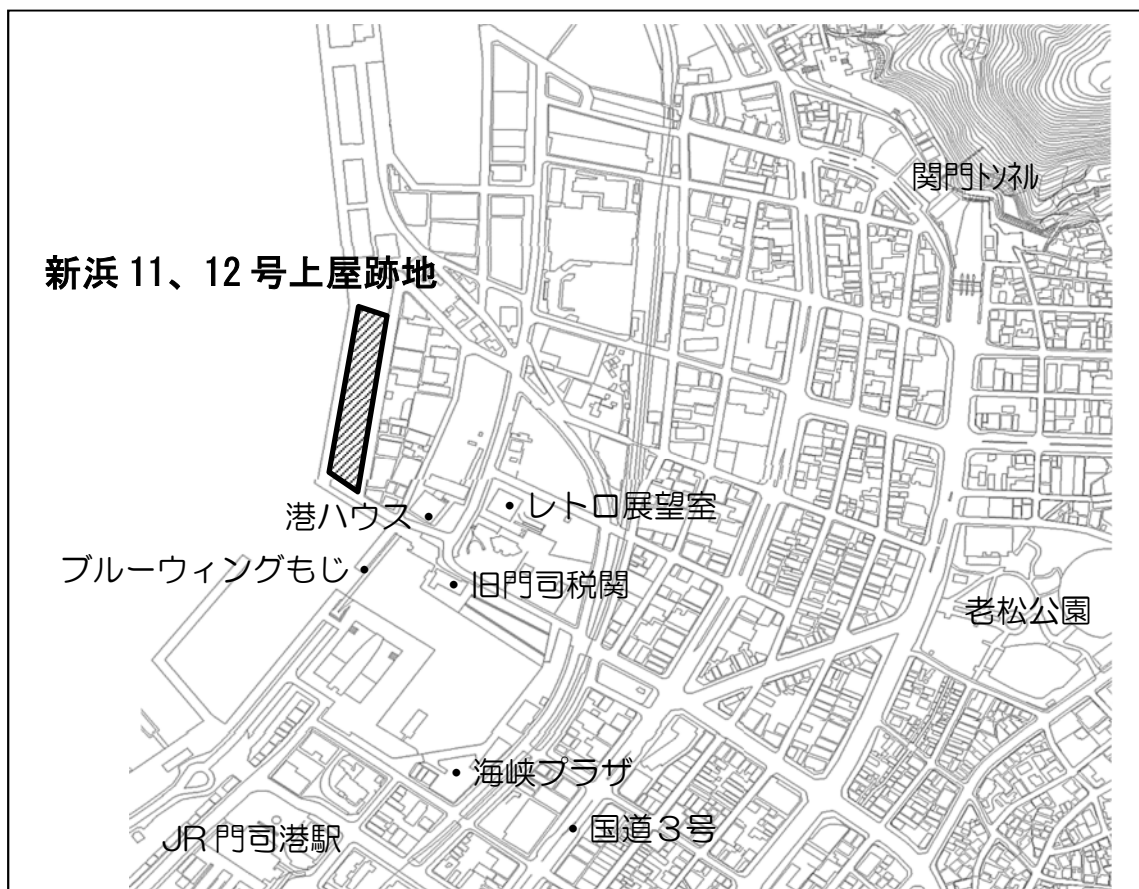 関門トンネル
新浜 11、12 号上屋跡地
港ハウス
レトロ展望室
ブルーウィングもじ
旧門司税関
老松公園
海峡プラザ
国道３号
JR門司港駅